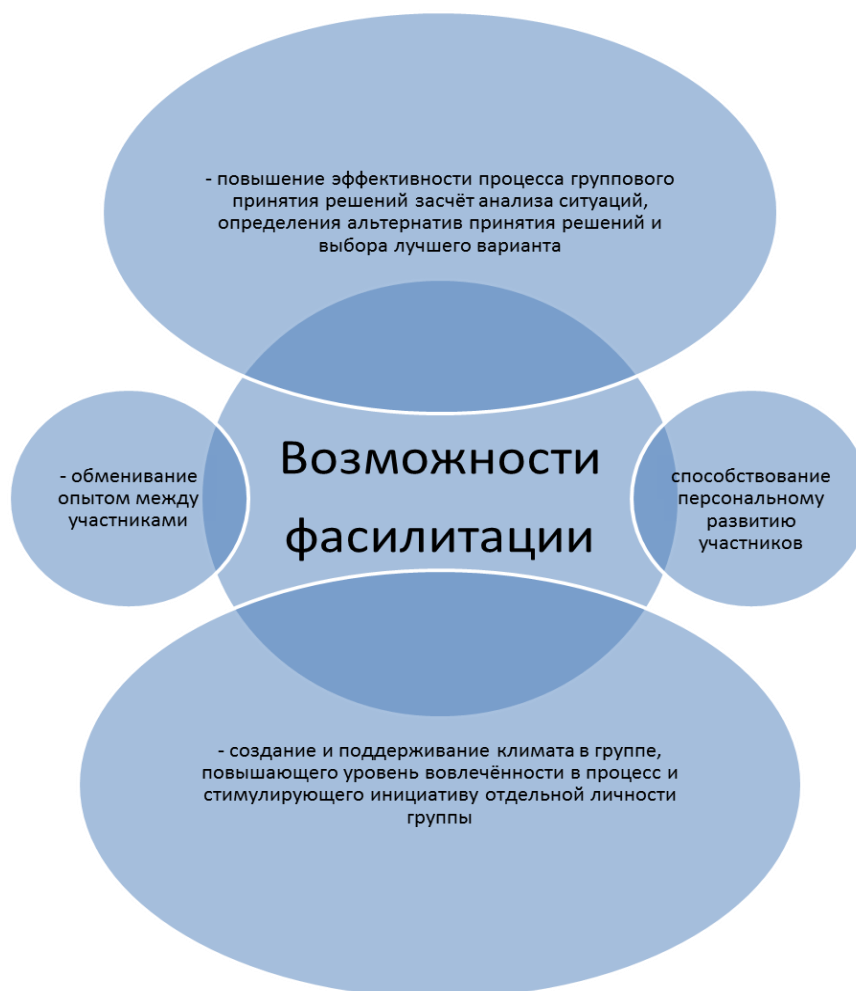 - повышение эффективности процесса группового
принятия решений засчёт анализа ситуаций,
определения альтернатив принятия решений и
выбора лучшего варианта
Возможности
фасилитации
- обменивание
опытом между
участниками
способствование
персональному
развитию
участников
- создание и поддерживание климата в группе,
повышающего уровень вовлечённости в процесс и
стимулирующего инициативу отдельной личности
группы